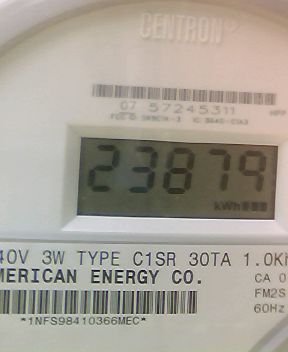 CENTRON
07 57245311
23879
kWh
40V 3W TYPE C1SR 30TA 1.0K
MERICAN ENERGY CO.
CA 0
FM2S
60Hz
*1NFS98410366MEC*